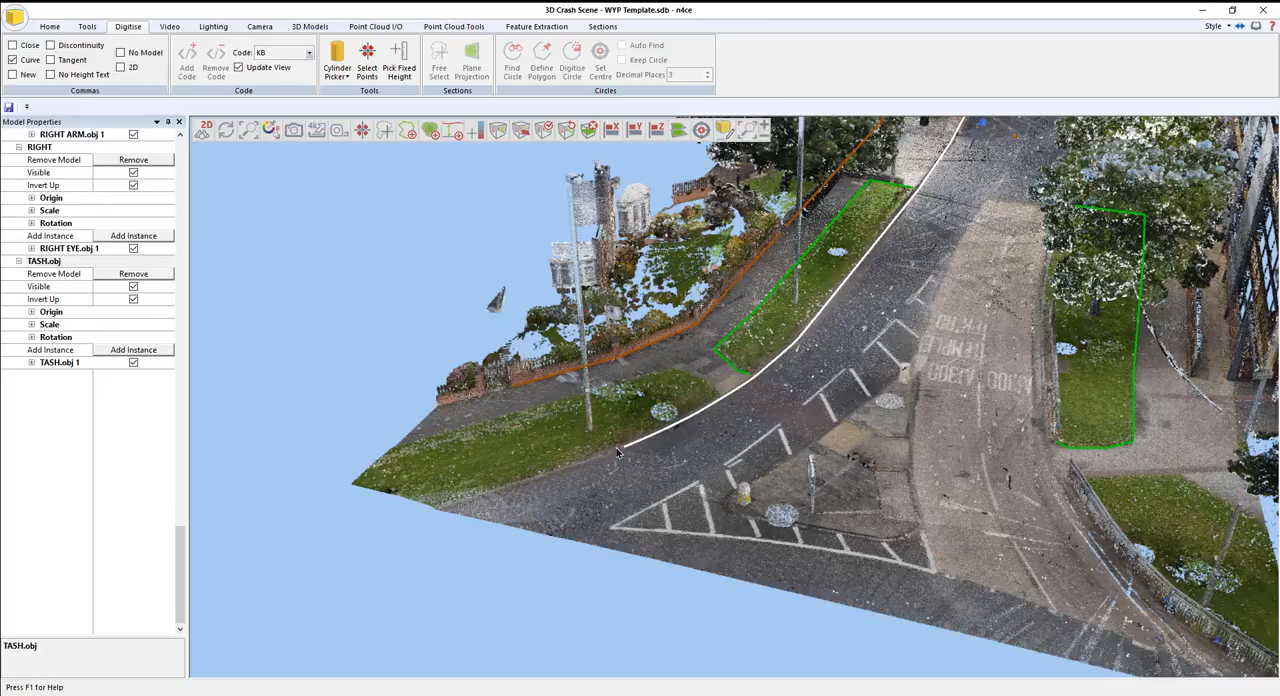 3D Crash Scene - WYP Template.sdb - n4ce
Home Tools Digitise Video Lighting Camera 3D Models Point Cloud I/O Point Cloud Tools Feature Extraction Sections Style
Close Discontinuity No Model Code: KB Auto Find
Curve Tangent 2D Update View Keep Circle
New No Height Text Decimal Places 3
Add Code Remove Code Cylinder Picker Select Points Pick Fixed Height Free Select Plane Projection Find Circle Define Polygon Digitise Circle Set Centre
Commas Code Tools Sections Circles
Model Properties
2D X Y Z
RIGHT ARM.obj 1
RIGHT
Remove Model Remove
Visible
Invert Up
Origin
Scale
Rotation
Add Instance Add Instance
RIGHT EYE.obj 1
TASH.obj
Remove Model Remove
Visible
Invert Up
Origin
Scale
Rotation
Add Instance Add Instance
TASH.obj 1
TASH.obj
Press F1 for Help